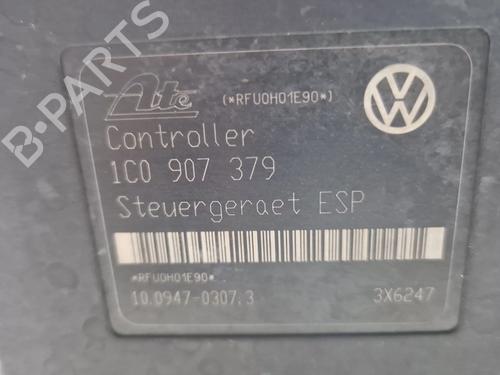 B-PARTS
Ate (*RFU0H01E90*)
Controller
1C0 907 379
Steuergeraet ESP
*RFU0H01E90*
10.0947-0307.3 3X6247